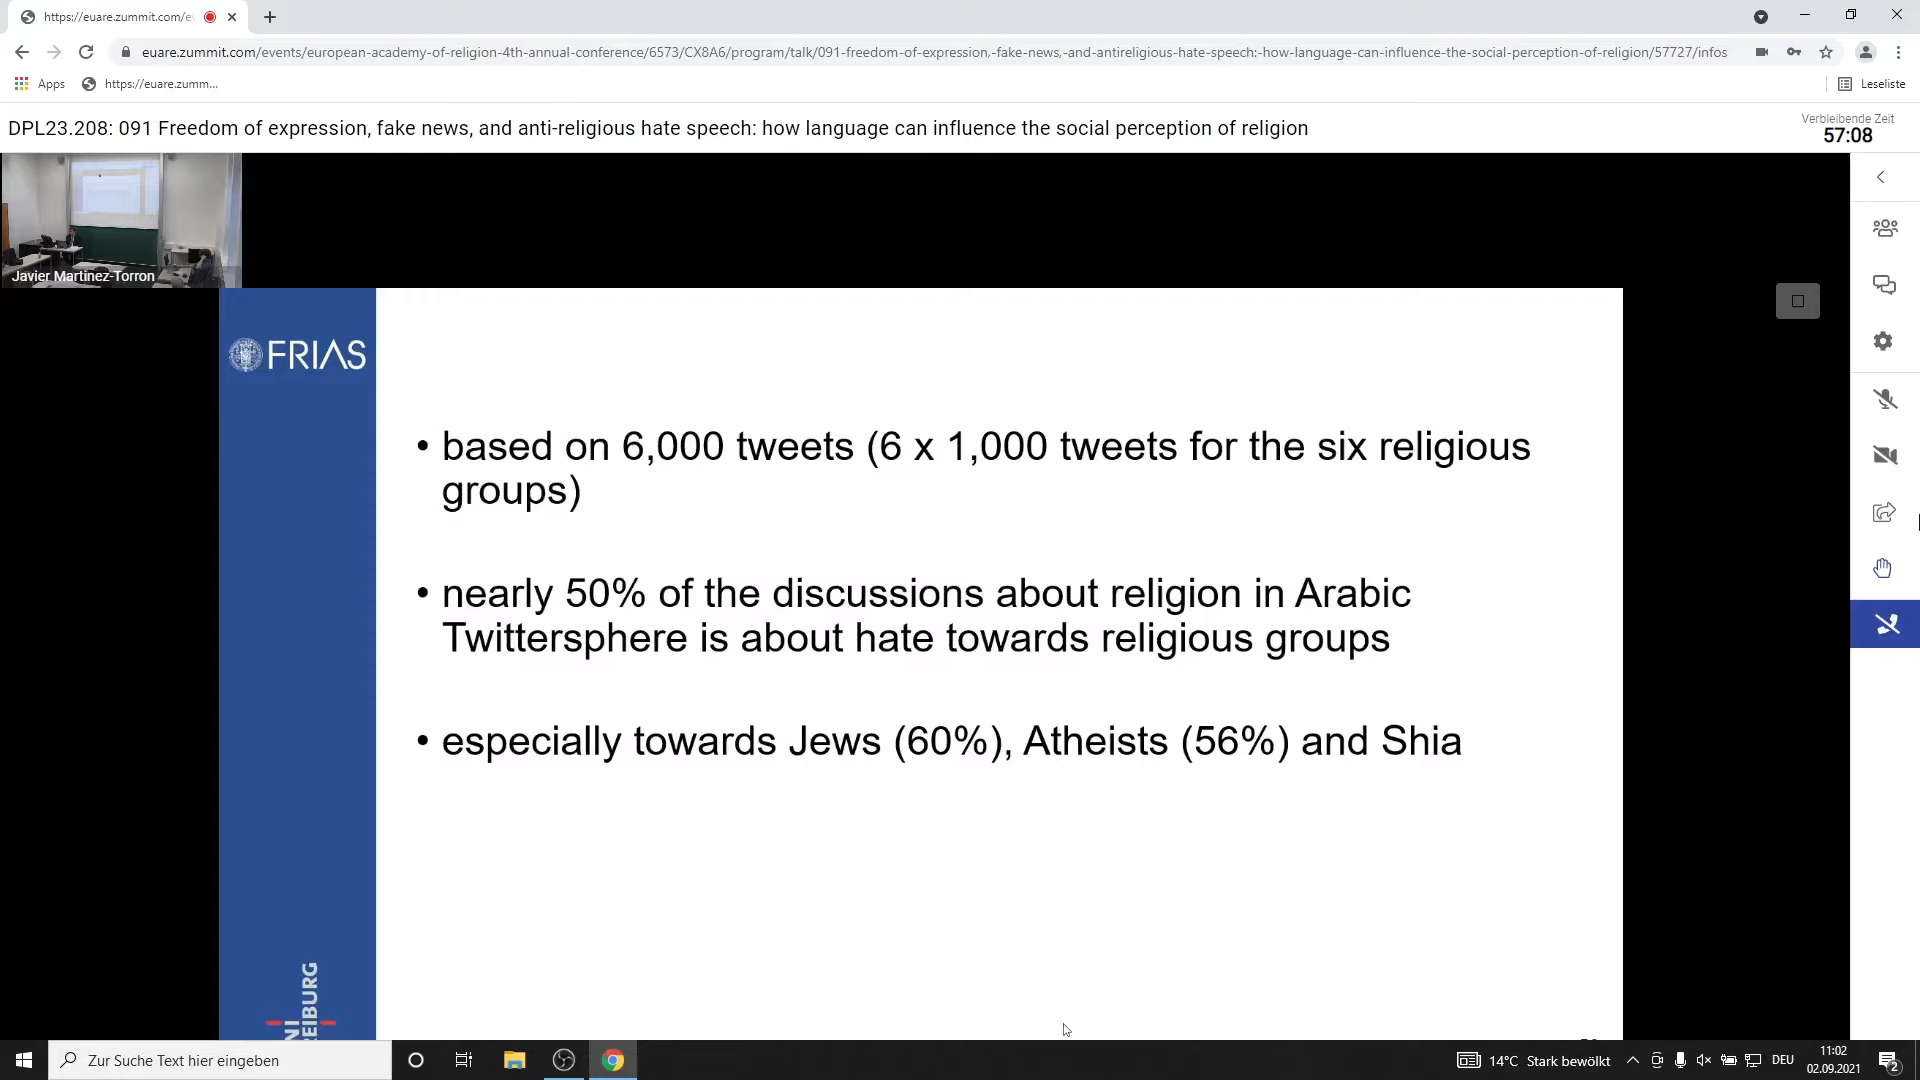 https://euare.zummit.com/e
euare.zummit.com/events/european-academy-of-religion-4th-annual-conference/6573/CX8A6/program/talk/091-freedom-of-expression,-fake-news,-and-antireligious-hate-speech:-how-language-can-influence-the-social-perception-of-religion/57727/infos
Apps
https://euare.zumm...
Leseliste
DPL23.208: 091 Freedom of expression, fake news, and anti-religious hate speech: how language can influence the social perception of religion
Verbleibende Zeit
57:08
Javier Martinez-Torron
FRIAS
• based on 6,000 tweets (6 x 1,000 tweets for the six religious
groups)
• nearly 50% of the discussions about religion in Arabic
Twittersphere is about hate towards religious groups
• especially towards Jews (60%), Atheists (56%) and Shia
NI
EIBURG
Zur Suche Text hier eingeben
14°C Stark bewölkt
DEU
11:02
02.09.2021
2